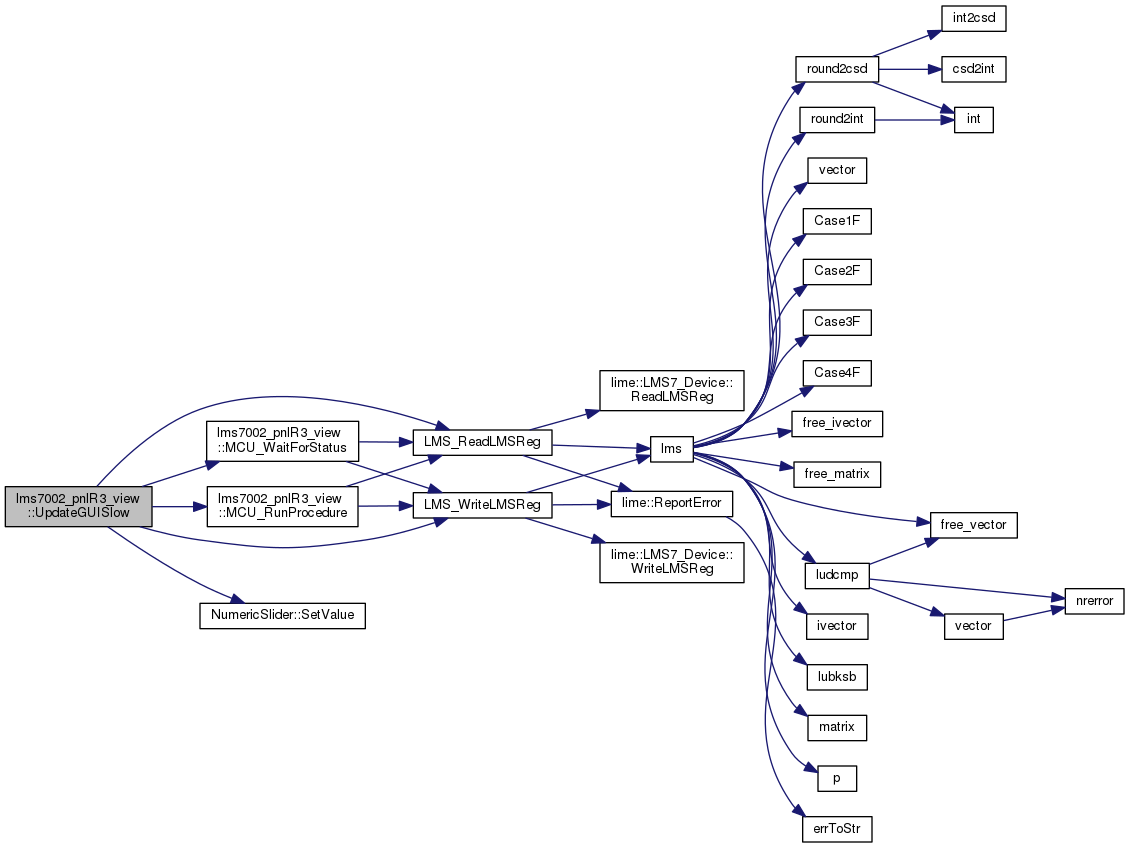 lms7002_pnlR3_view
::UpdateGUISlow
lms7002_pnlR3_view
::MCU_WaitForStatus
lms7002_pnlR3_view
::MCU_RunProcedure
NumericSlider::SetValue
LMS_ReadLMSReg
LMS_WriteLMSReg
lime::LMS7_Device::
ReadLMSReg
lms
lime::ReportError
lime::LMS7_Device::
WriteLMSReg
round2csd
round2int
vector
Case1F
Case2F
Case3F
Case4F
free_ivector
free_matrix
ludcmp
ivector
lubksb
matrix
p
errToStr
int2csd
csd2int
int
free_vector
vector
nrerror